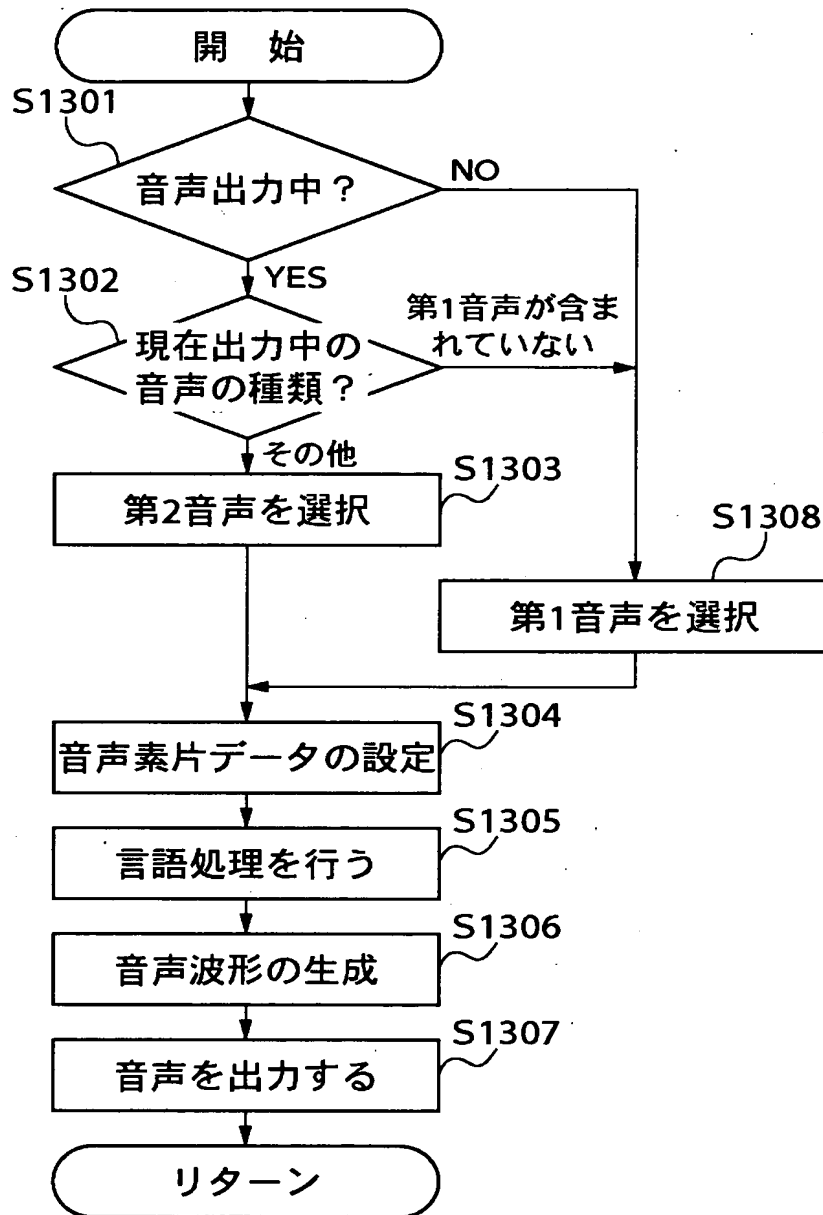 開 始
S1301
音声出力中？
NO
YES
S1302
現在出力中の
音声の種類？
第1音声が含ま
れていない
その他
S1303
第2音声を選択
S1308
第1音声を選択
S1304
音声素片データの設定
S1305
言語処理を行う
S1306
音声波形の生成
S1307
音声を出力する
リターン